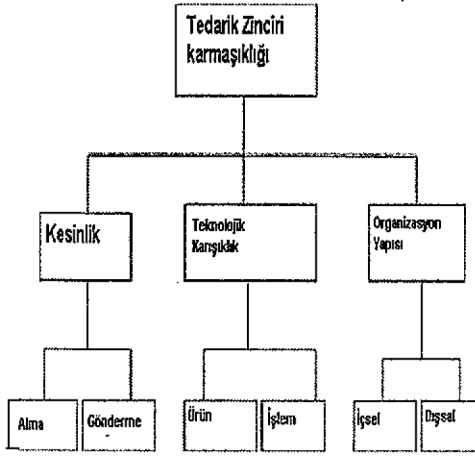 Tedarik Zinciri
karmaşıklığı
Kesinlik
Teknolojik
Karışıklık
Organizasyon
Yapısı
Alma
Gönderme
Ürün
İşlem
İçsel
Dışsal